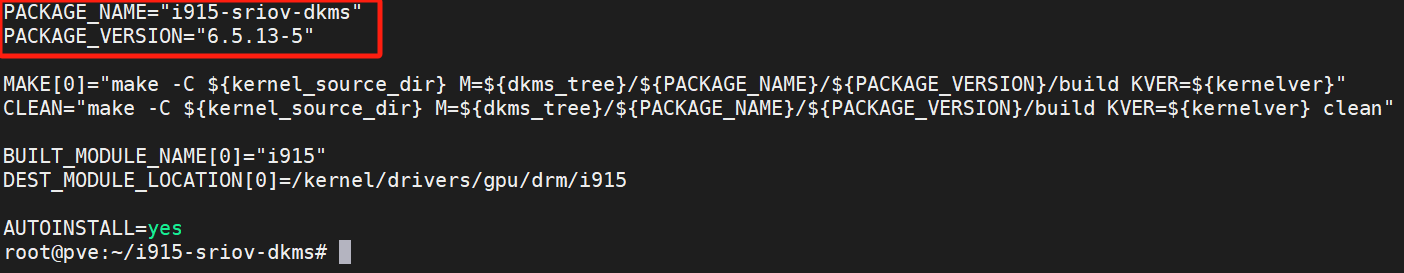 PACKAGE_NAME="i915-sriov-dkms"
PACKAGE_VERSION="6.5.13-5"
MAKE[0]="make -C ${kernel_source_dir} M=${dkms_tree}/${PACKAGE_NAME}/${PACKAGE_VERSION}/build KVER=${kernelver}"
CLEAN="make -C ${kernel_source_dir} M=${dkms_tree}/${PACKAGE_NAME}/${PACKAGE_VERSION}/build KVER=${kernelver} clean"
BUILT_MODULE_NAME[0]="i915"
DEST_MODULE_LOCATION[0]=/kernel/drivers/gpu/drm/i915
AUTOINSTALL=yes
root@pve:~/i915-sriov-dkms#